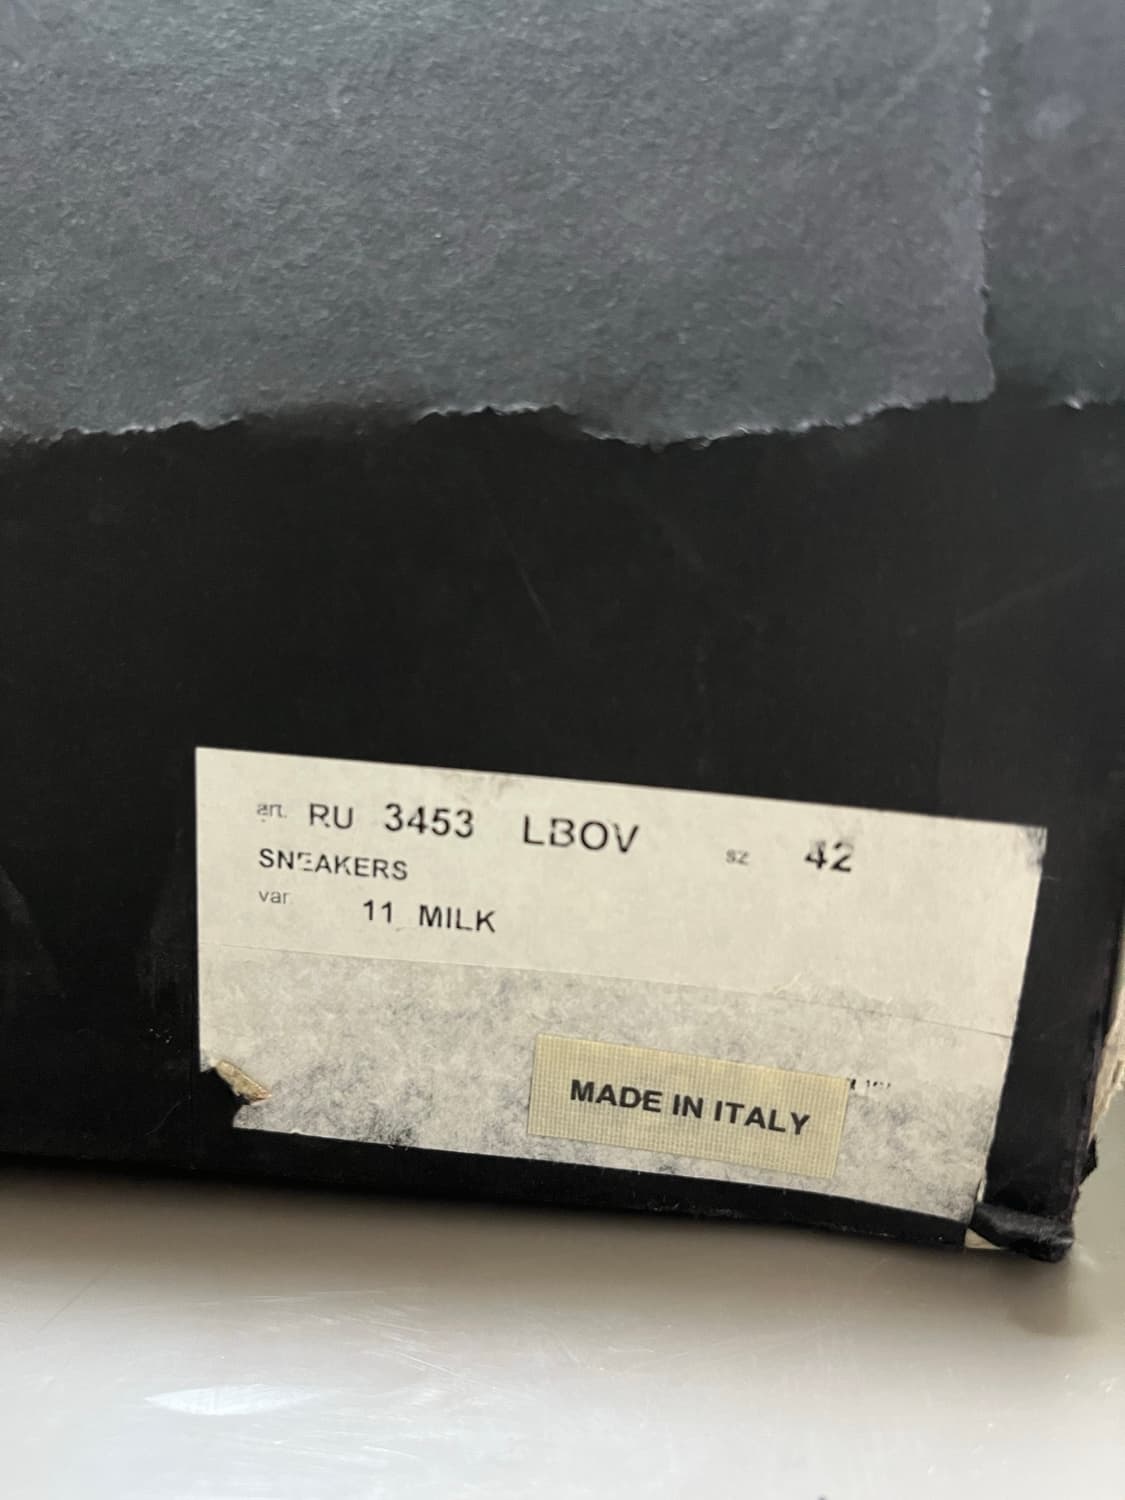 art. RU 3453 LBOV sz 42
SNEAKERS
var 11 MILK
MADE IN ITALY